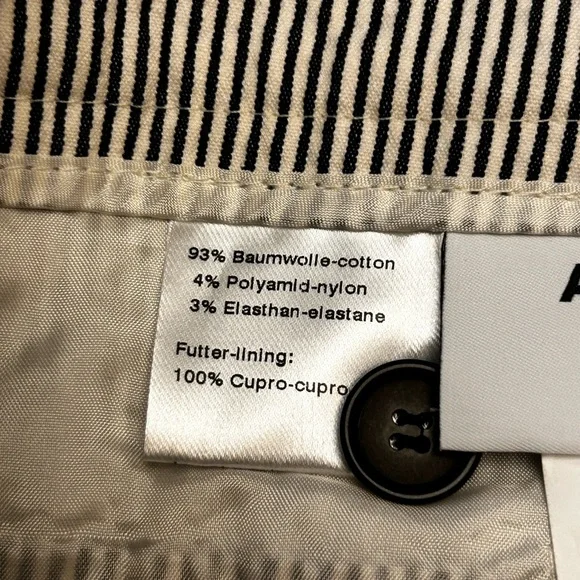 93% Baumwolle-cotton
4% Polyamid-nylon
3% Elasthan-elastane
Futter-lining:
100% Cupro-cupro
A